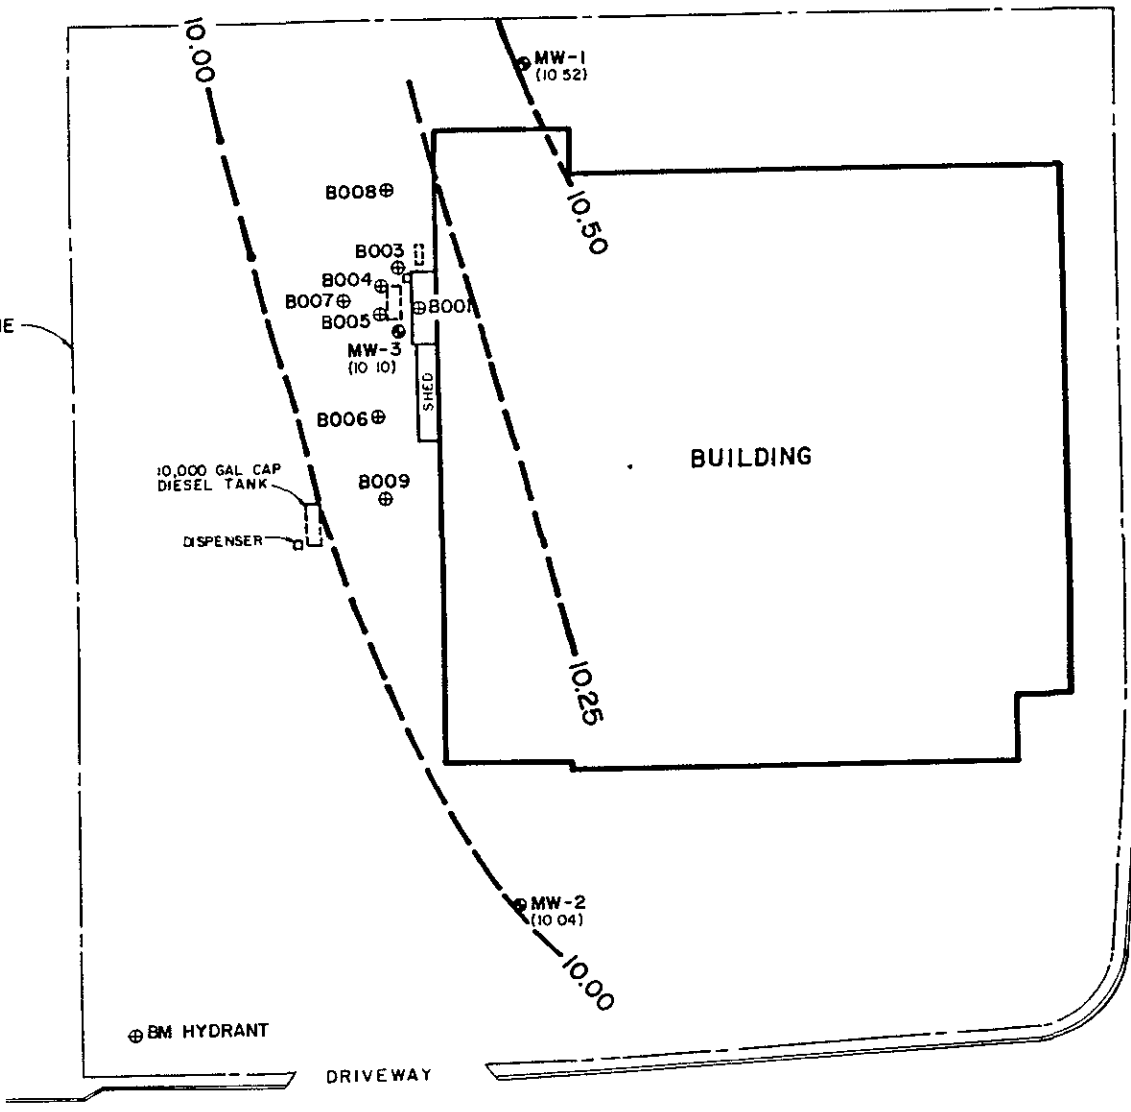 10.00
MW-1
(10 52)
B008
10.50
B003
B004
B007
B001
B005
E
MW-3
(10 10)
SHED
B006
BUILDING
10,000 GAL CAP
DIESEL TANK
B009
DISPENSER
10.25
MW-2
(10 04)
10.00
BM HYDRANT
DRIVEWAY